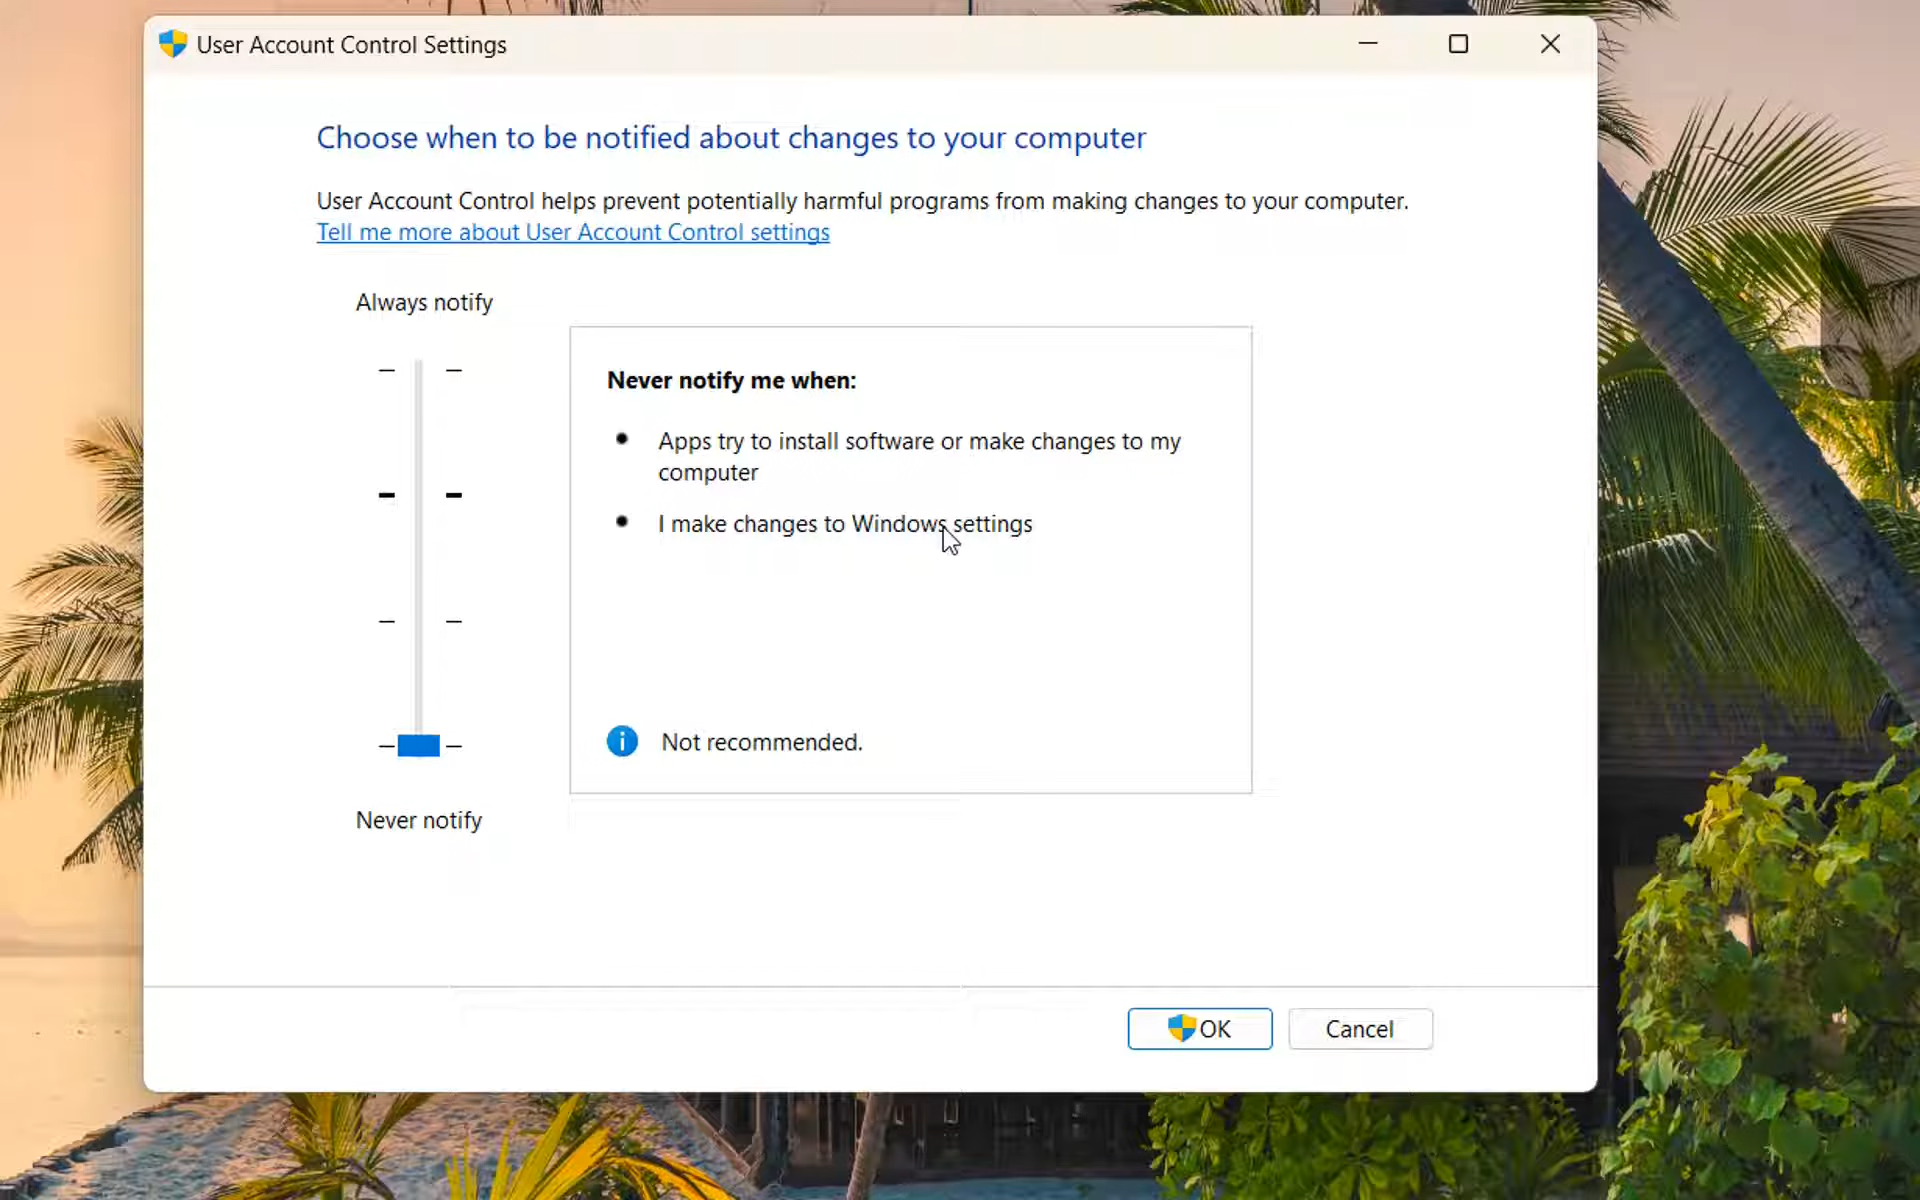 User Account Control Settings
Choose when to be notified about changes to your computer
User Account Control helps prevent potentially harmful programs from making changes to your computer.
Tell me more about User Account Control settings
Always notify
Never notify me when:
Apps try to install software or make changes to my
computer
I make changes to Windows settings
Not recommended.
Never notify
OK
Cancel